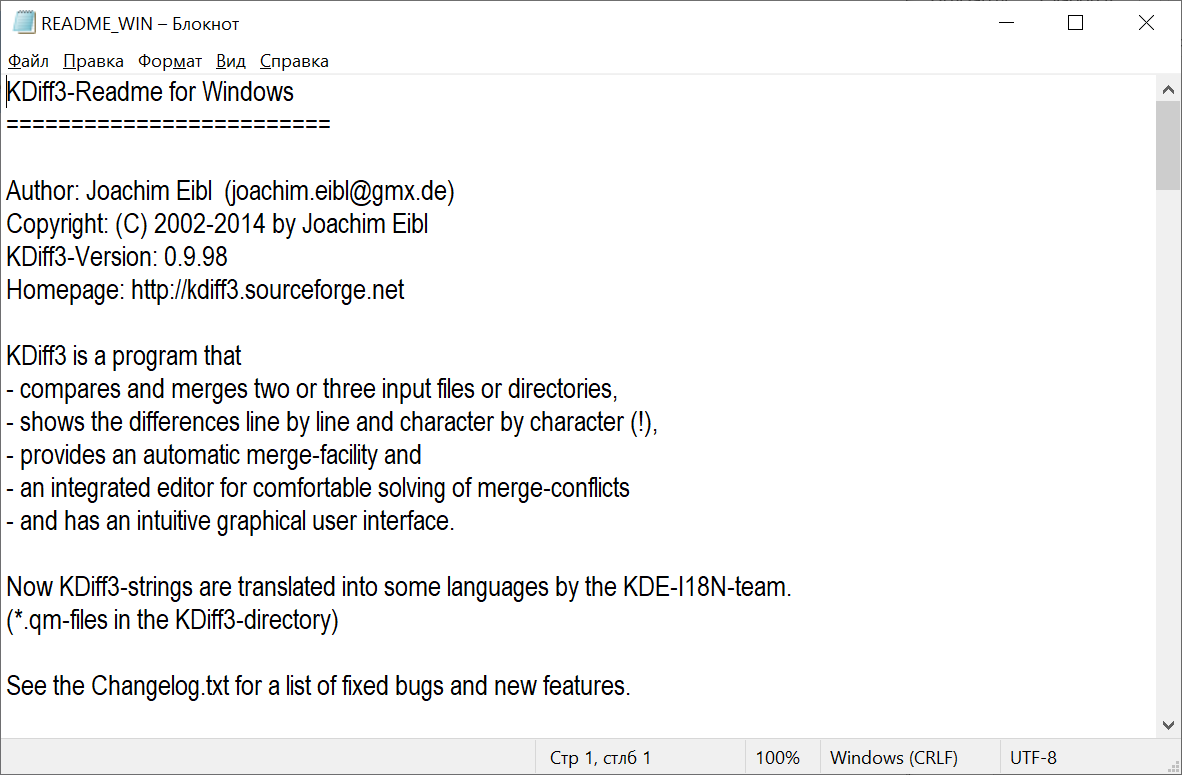 README_WIN – Блокнот
Файл Правка Формат Вид Справка
KDiff3-Readme for Windows
=========================
Author: Joachim Eibl  (joachim.eibl@gmx.de)
Copyright: (C) 2002-2014 by Joachim Eibl
KDiff3-Version: 0.9.98
Homepage: http://kdiff3.sourceforge.net
KDiff3 is a program that
- compares and merges two or three input files or directories,
- shows the differences line by line and character by character (!),
- provides an automatic merge-facility and
- an integrated editor for comfortable solving of merge-conflicts
- and has an intuitive graphical user interface.
Now KDiff3-strings are translated into some languages by the KDE-I18N-team.
(*.qm-files in the KDiff3-directory)
See the Changelog.txt for a list of fixed bugs and new features.
Стр 1, стлб 1 100% Windows (CRLF) UTF-8